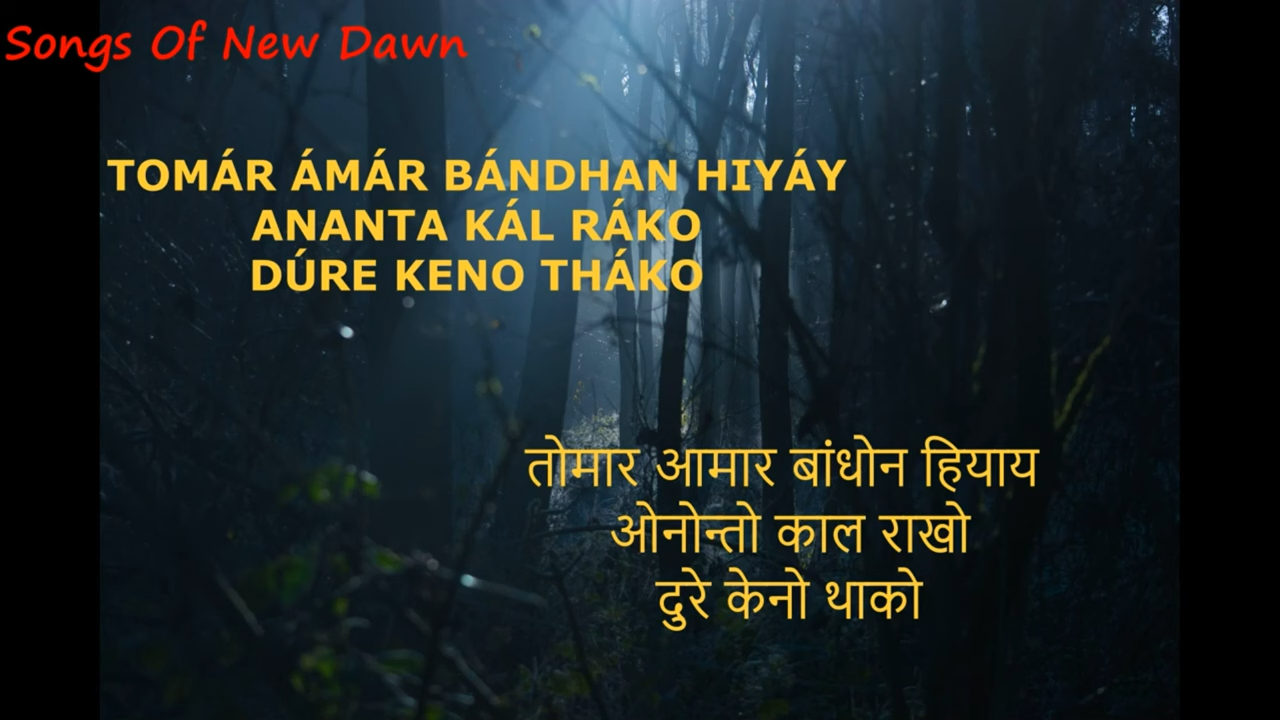 Songs Of New Dawn
TOMÁR ÁMÁR BÁNDHAN HIYÁY
ANANTA KÁL RÁKO
DÚRE KENO THÁKO
तोमार आमार बांधोन हियाय
ओनोन्तो काल राखो
दुरे केनो थाको